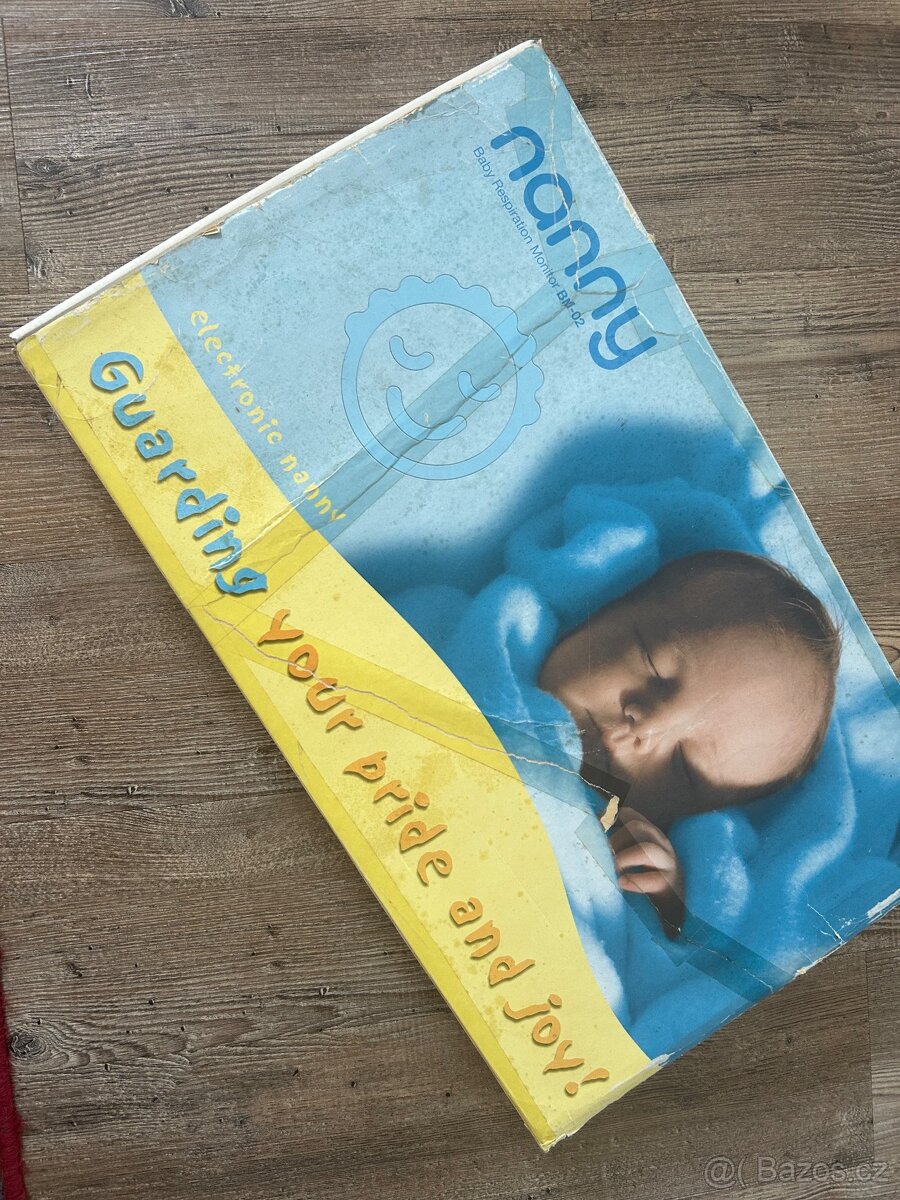 nanny
Baby Respiration Monitor BM-02
electronic nanny
Guarding your pride and joy!
@( Bazos.cz